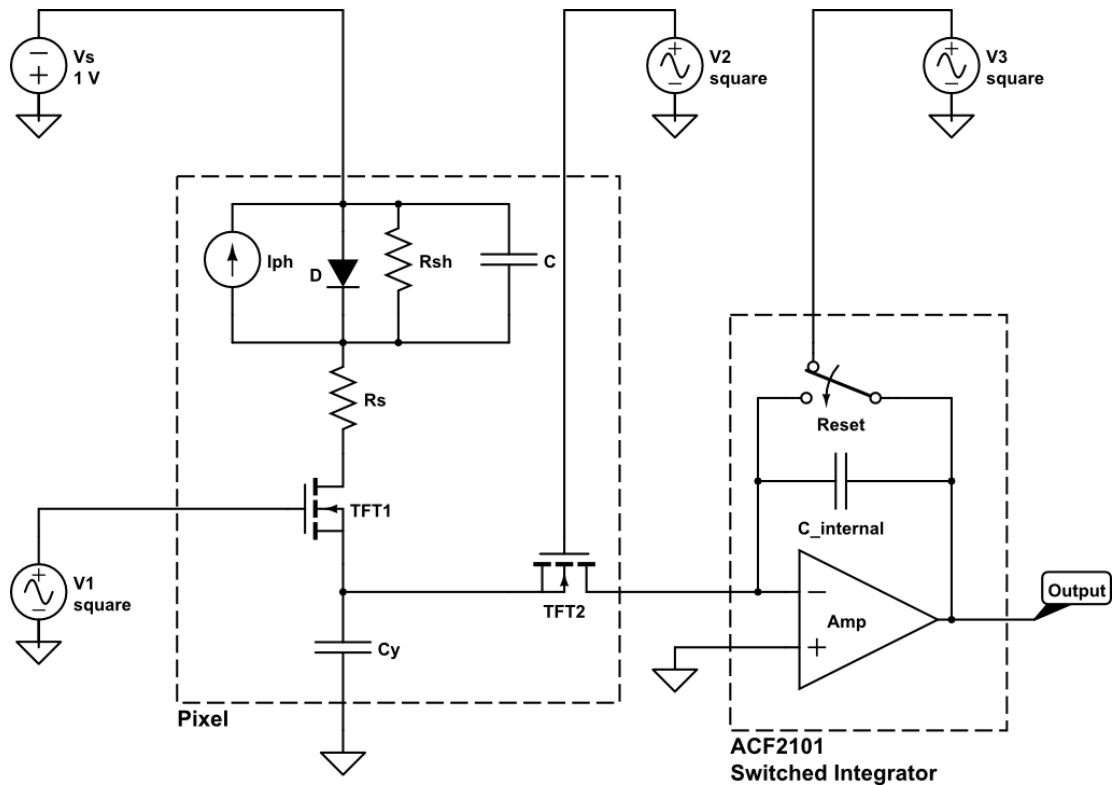 Vs
1 V
V2
square
V3
square
Iph
D
Rsh
C
Rs
Reset
TFT1
C_internal
V1
square
TFT2
Amp
Output
Cy
Pixel
ACF2101
Switched Integrator